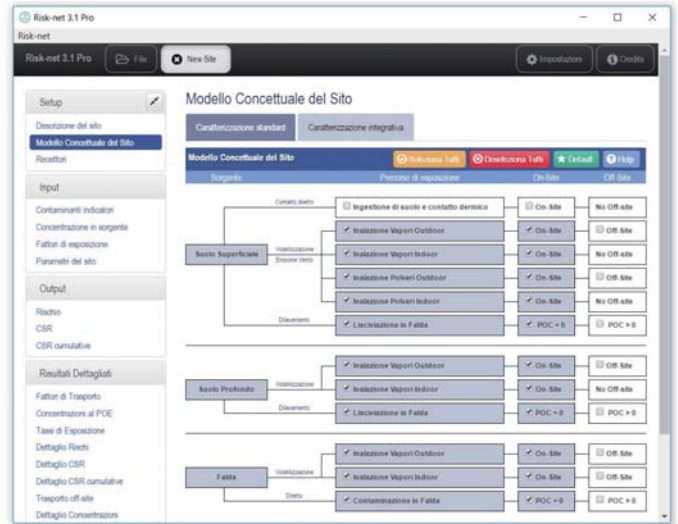 Risk-net 3.1 Pro
Risk-net
Risk-net 3.1 Pro File New Site Impostazioni Credits
Setup
Descrizione del sito
Modello Concettuale del Sito
Recettori
Input
Contaminanti indicatori
Concentrazione in sorgente
Fattori di esposizione
Parametri del sito
Output
Rischio
CSR
CSR cumulative
Risultati Dettagliati
Fattori di Trasporto
Concentrazioni al POE
Tassi di Esposizione
Dettaglio Rischi
Dettaglio CSR
Dettaglio CSR cumulative
Trasporto off-site
Dettaglio Concentrazioni
Modello Concettuale del Sito
Caratterizzazione standard Caratterizzazione integrativa
Modello Concettuale del Sito Seleziona Tutti Deseleziona Tutti Default Help
Sorgente Percorso di esposizione On-Site Off-Site
Contatto diretto Ingestione di suolo e contatto dermico On-Site No Off-site
Inalazione Vapori Outdoor On-Site Off-Site
Suolo Superficiale Volatilizzazione Erosione Vento Inalazione Vapori Indoor On-Site No Off-site
Inalazione Polveri Outdoor On-Site Off-Site
Inalazione Polveri Indoor On-Site No Off-site
Dilavamento Lisciviazione in Falda POC = 0 POC > 0
Inalazione Vapori Outdoor On-Site Off-Site
Suolo Profondo Volatilizzazione Inalazione Vapori Indoor On-Site No Off-site
Dilavamento Lisciviazione in Falda POC = 0 POC > 0
Inalazione Vapori Outdoor On-Site Off-Site
Falda Volatilizzazione Inalazione Vapori Indoor On-Site Off-Site
Diretto Contaminazione in Falda POC = 0 POC > 0